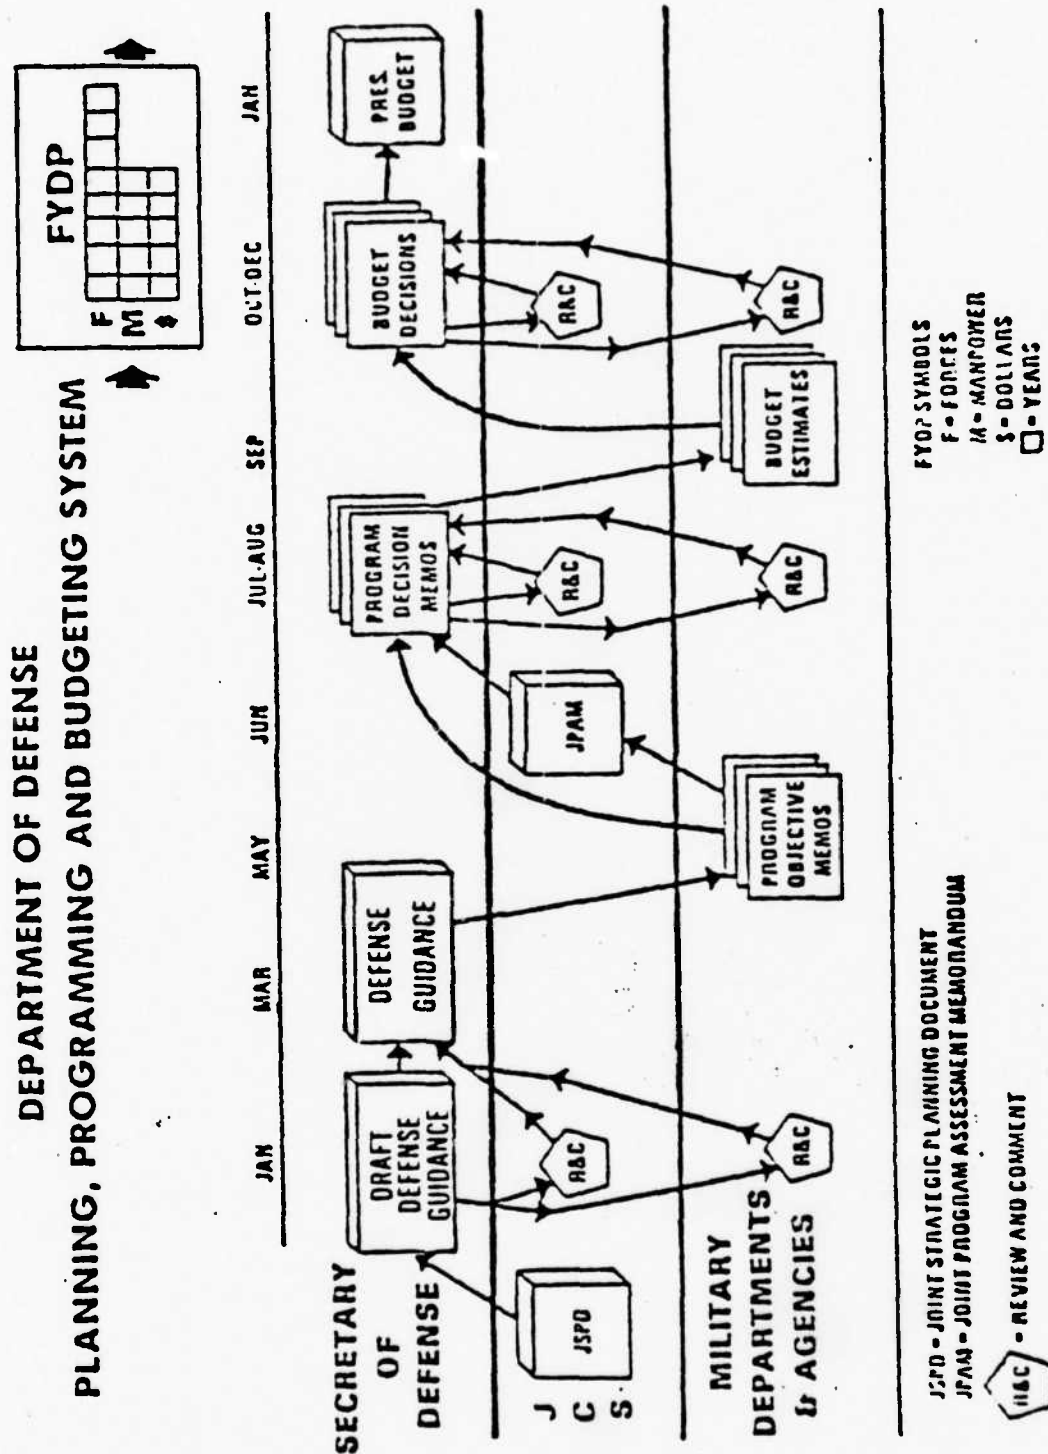 DEPARTMENT OF DEFENSE
PLANNING, PROGRAMMING AND BUDGETING SYSTEM
FYDP
F
M
$
JAN
MAR
MAY
JUN
JUL-AUG
SEP
OCT-DEC
JAN
SECRETARY
OF
DEFENSE
DRAFT
DEFENSE
GUIDANCE
DEFENSE
GUIDANCE
PROGRAM
DECISION
MEMOS
BUDGET
DECISIONS
PRES.
BUDGET
J
C
S
JSPD
R&C
JPAM
R&C
R&C
MILITARY
DEPARTMENTS
& AGENCIES
R&C
PROGRAM
OBJECTIVE
MEMOS
R&C
BUDGET
ESTIMATES
R&C
JSPD = JOINT STRATEGIC PLANNING DOCUMENT
JPAM = JOINT PROGRAM ASSESSMENT MEMORANDUM
R&C = REVIEW AND COMMENT
FYDP SYMBOLS
F = FORCES
M = MANPOWER
$ = DOLLARS
□ = YEARS